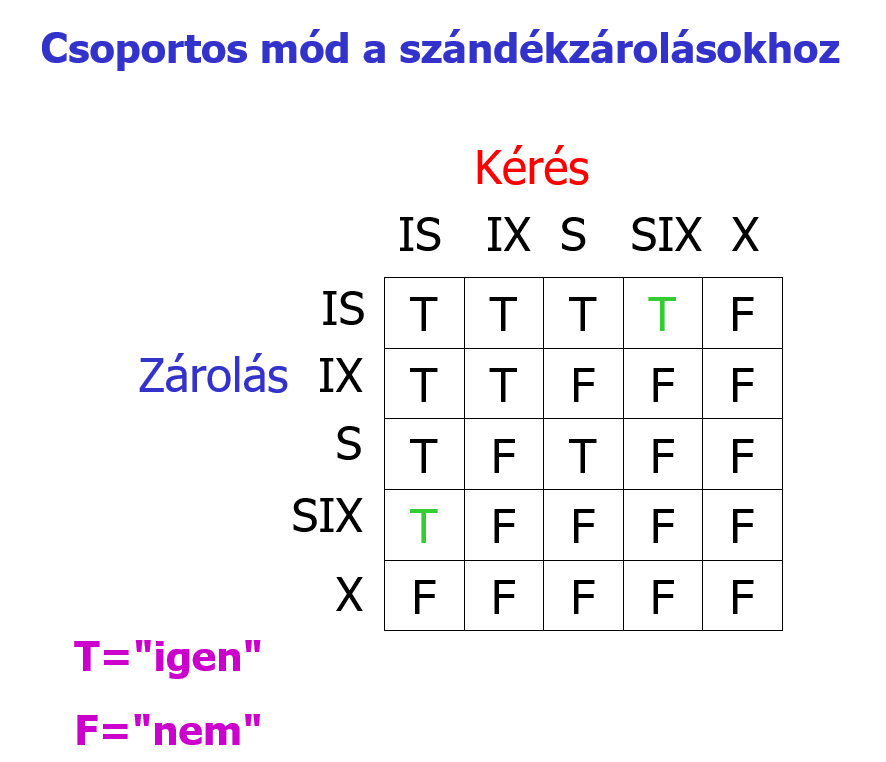 Csoportos mód a szándékzárolásokhoz
Kérés
IS IX S SIX X
IS T T T T F
Zárolás IX T T F F F
S T F T F F
SIX T F F F F
X F F F F F
T="igen"
F="nem"